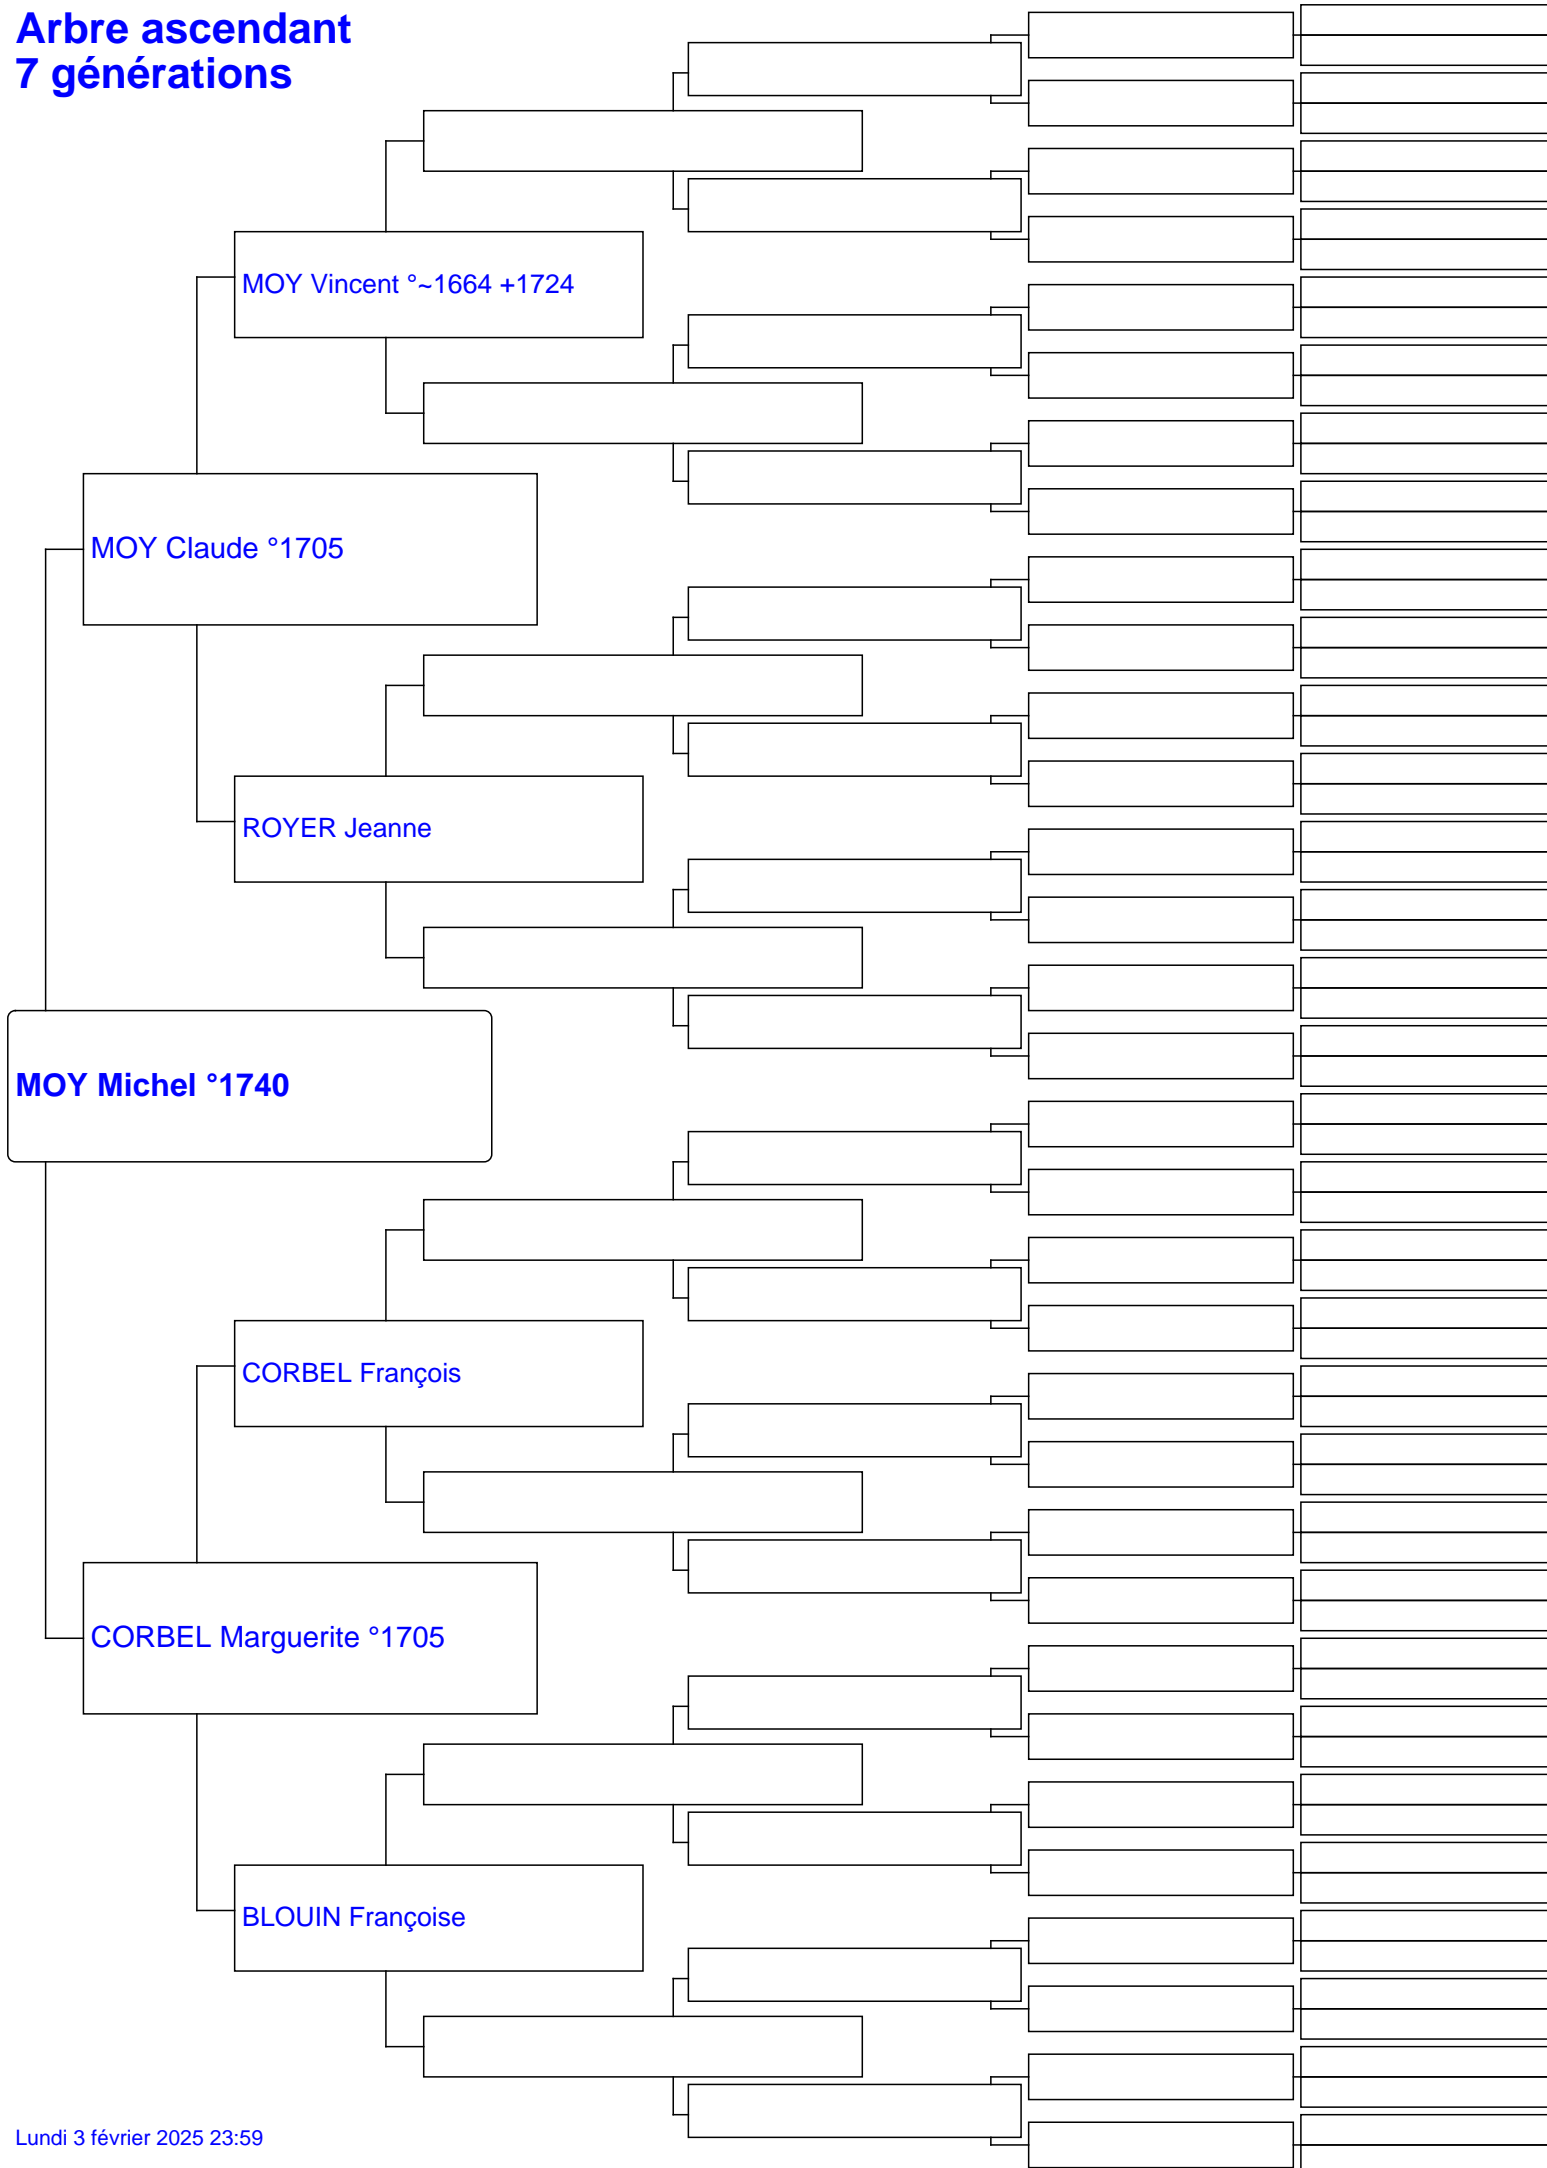 Arbre ascendant
7 générations
MOY Vincent °~1664 +1724
MOY Claude °1705
ROYER Jeanne
MOY Michel °1740
CORBEL François
CORBEL Marguerite °1705
BLOUIN Françoise
Lundi 3 février 2025 23:59